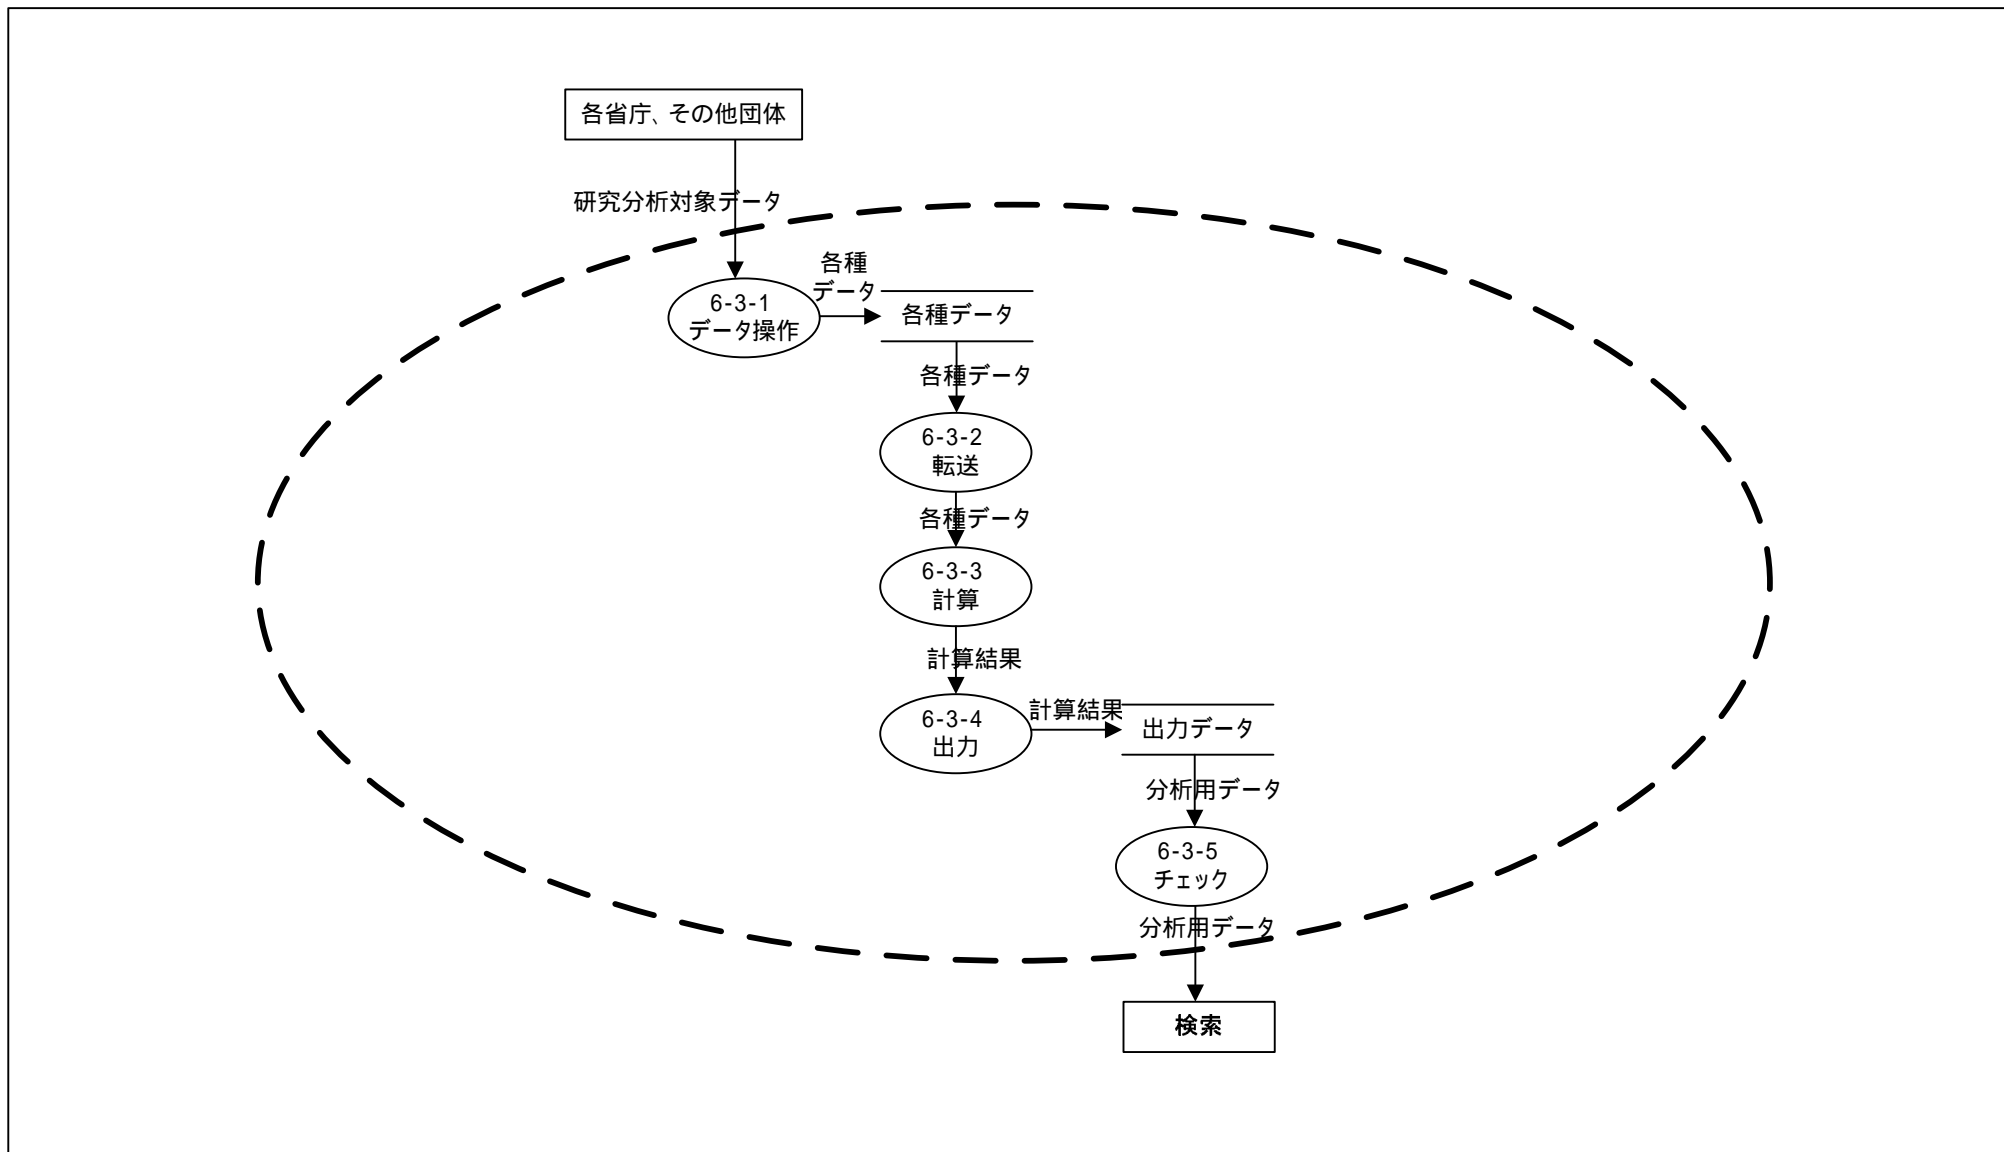 各省庁、その他団体
研究分析対象データ
各種
データ
6-3-1
データ操作
各種データ
各種データ
6-3-2
転送
各種データ
6-3-3
計算
計算結果
6-3-4
出力
計算結果
出力データ
分析用データ
6-3-5
チェック
分析用データ
検索